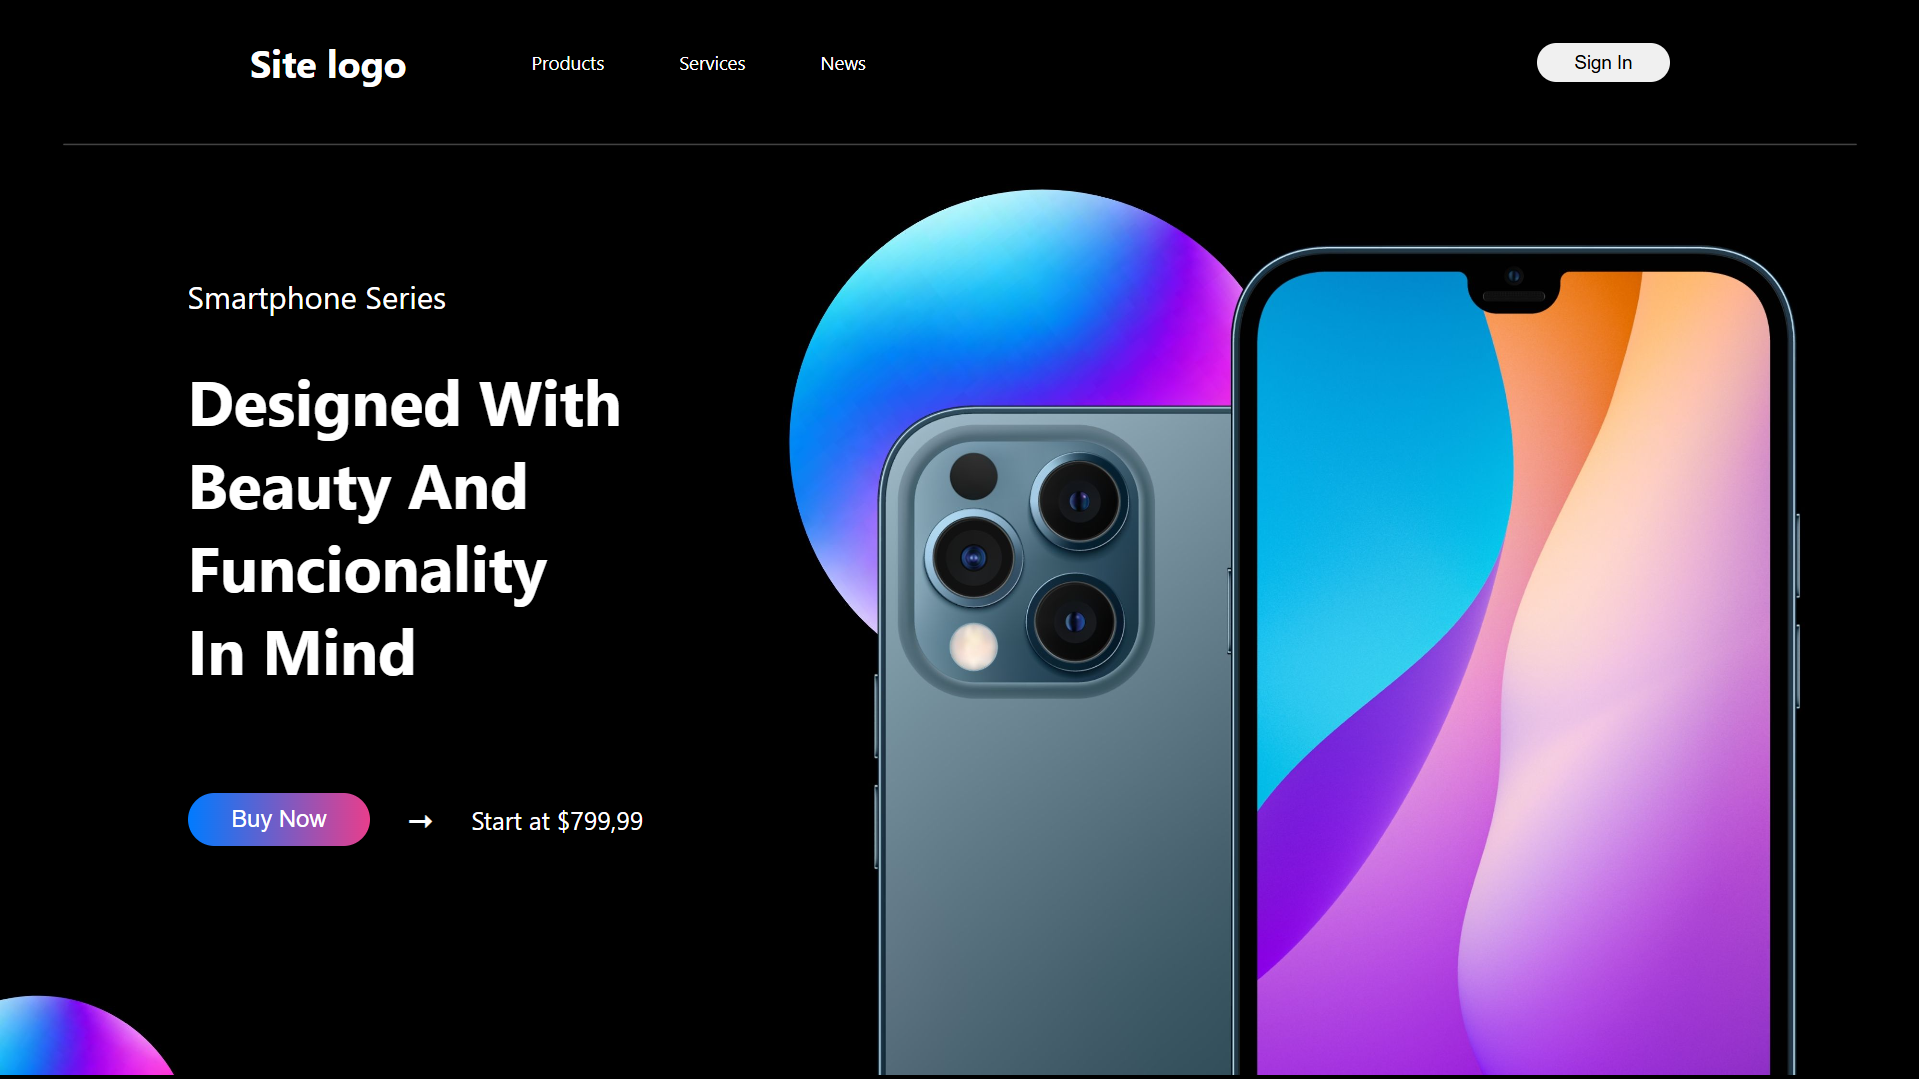 Site logo
Products
Services
News
Sign In
Smartphone Series
Designed With
Beauty And
Funcionality
In Mind
Buy Now
→ Start at $799,99